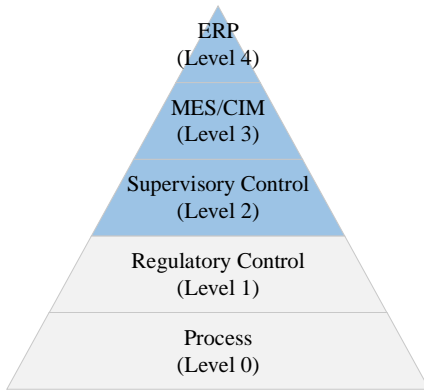 ERP
(Level 4)
MES/CIM
(Level 3)
Supervisory Control
(Level 2)
Regulatory Control
(Level 1)
Process
(Level 0)